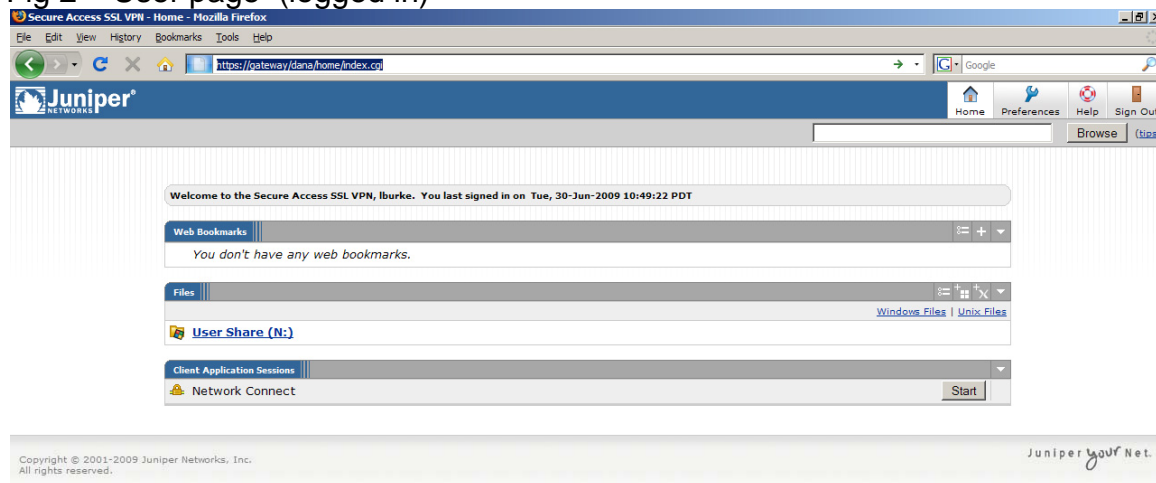 Fig 2 – User page (logged in)
Secure Access SSL VPN - Home - Mozilla Firefox
File Edit View History Bookmarks Tools Help
https://gateway/dana/home/index.cgi
G Google
Juniper®
NETWORKS
Home Preferences Help Sign Out
Browse (tips
Welcome to the Secure Access SSL VPN, lburke. You last signed in on Tue, 30-Jun-2009 10:49:22 PDT
Web Bookmarks
You don't have any web bookmarks.
Files
Windows Files | Unix Files
User Share (N:)
Client Application Sessions
Network Connect Start
Copyright © 2001-2009 Juniper Networks, Inc.
All rights reserved.
Juniper your Net.